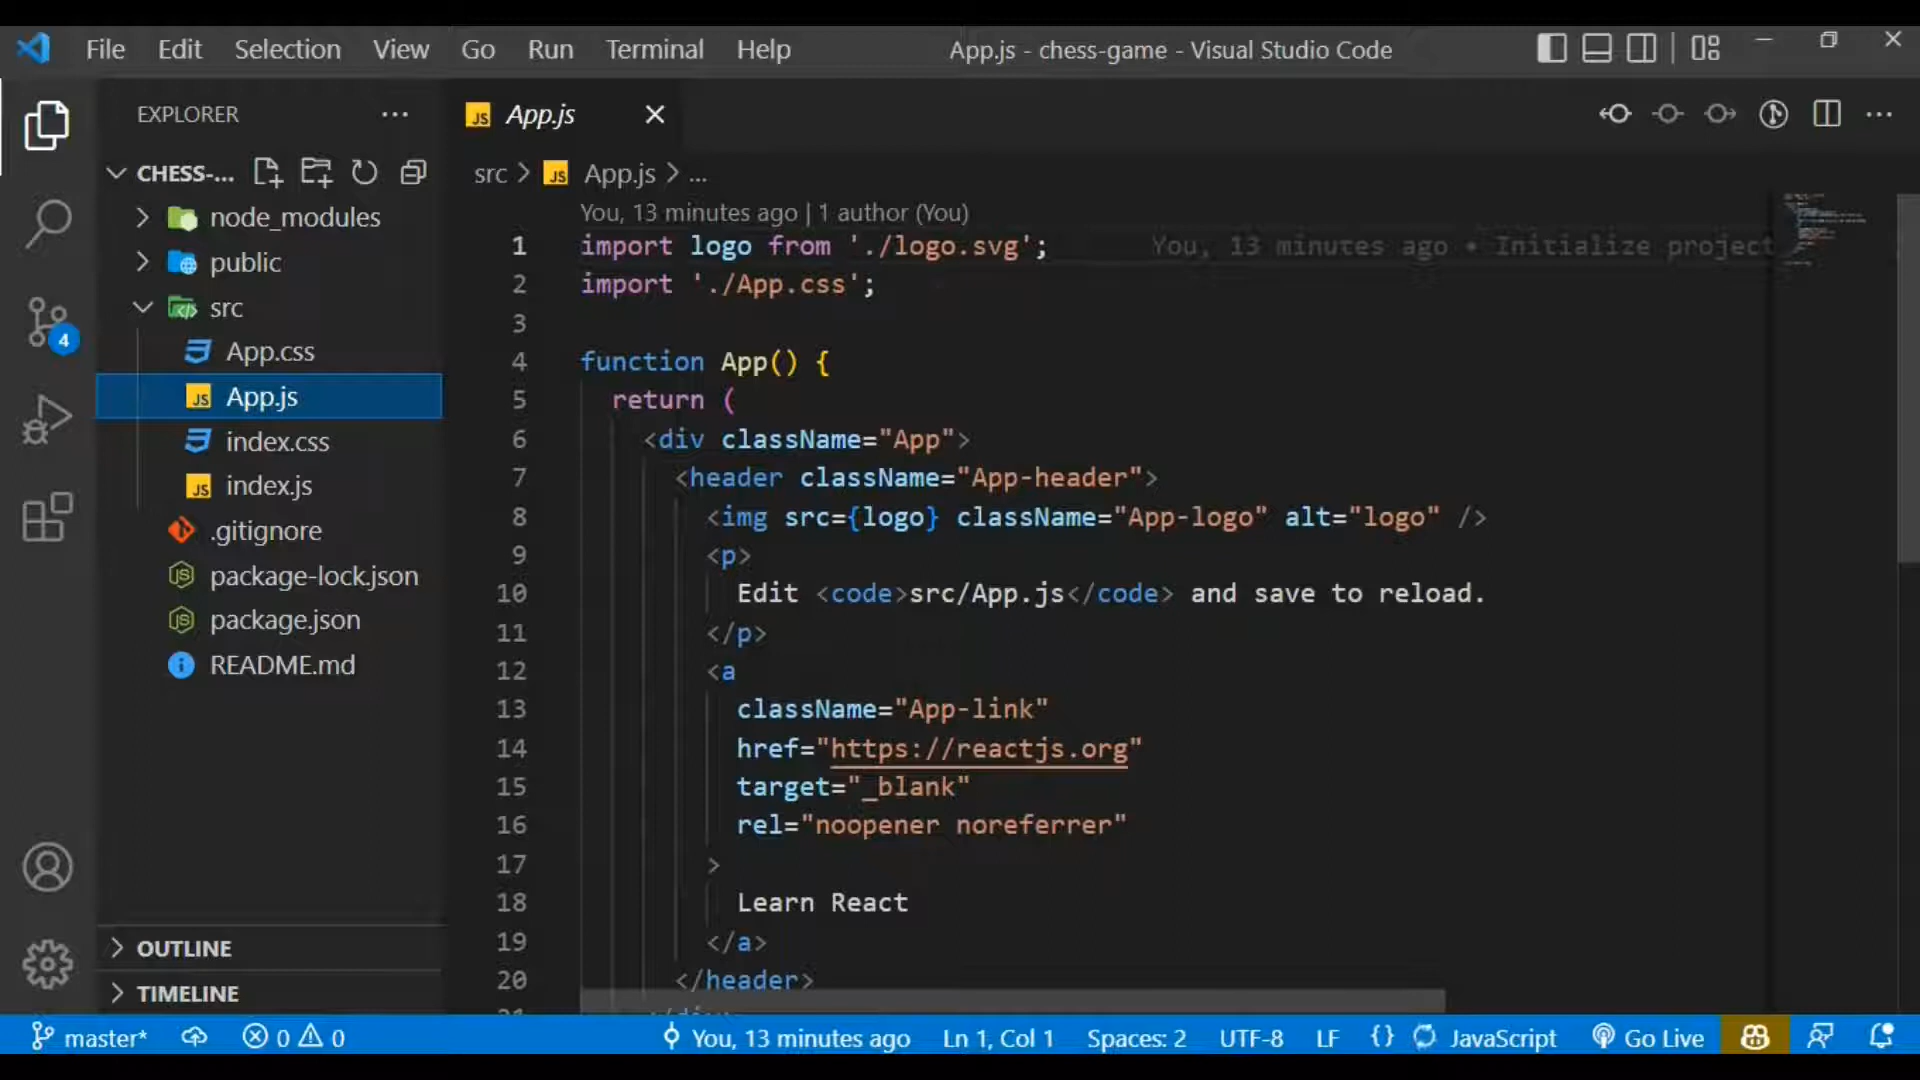 File Edit Selection View Go Run Terminal Help App.js - chess-game - Visual Studio Code
EXPLORER
CHESS-...
node_modules
public
src
App.css
App.js
index.css
index.js
.gitignore
package-lock.json
package.json
README.md
OUTLINE
TIMELINE
4
JS App.js
src > JS App.js > ...
You, 13 minutes ago | 1 author (You)
1 import logo from './logo.svg'; You, 13 minutes ago • Initialize project
2 import './App.css';
3
4 function App() {
5 return (
6 <div className="App">
7 <header className="App-header">
8 <img src={logo} className="App-logo" alt="logo" />
9 <p>
10 Edit <code>src/App.js</code> and save to reload.
11 </p>
12 <a
13 className="App-link"
14 href="https://reactjs.org"
15 target="_blank"
16 rel="noopener noreferrer"
17 >
18 Learn React
19 </a>
20 </header>
master* 0 0 You, 13 minutes ago Ln 1, Col 1 Spaces: 2 UTF-8 LF {} JavaScript Go Live